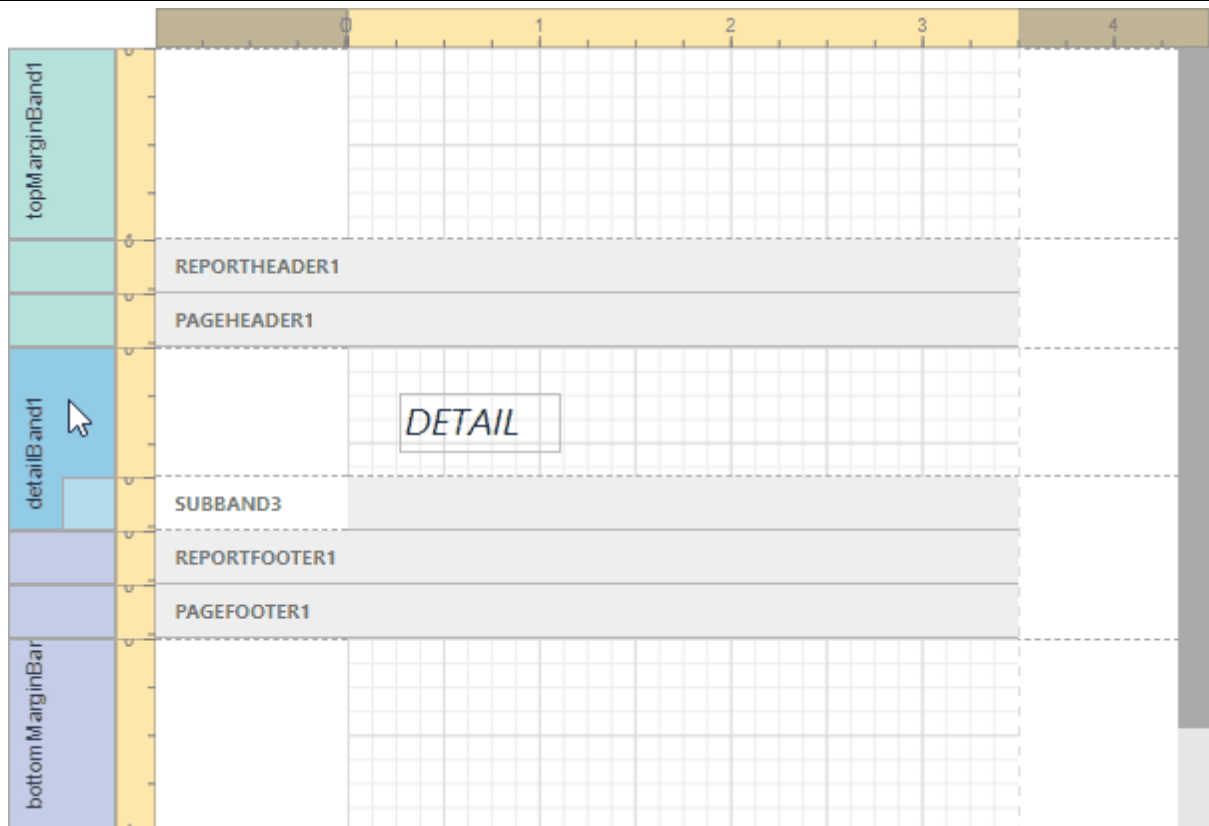 0 1 2 3 4
topMarginBand1
REPORTHEADER1
PAGEHEADER1
detailBand1
DETAIL
SUBBAND3
REPORTFOOTER1
PAGEFOOTER1
bottomMarginBar